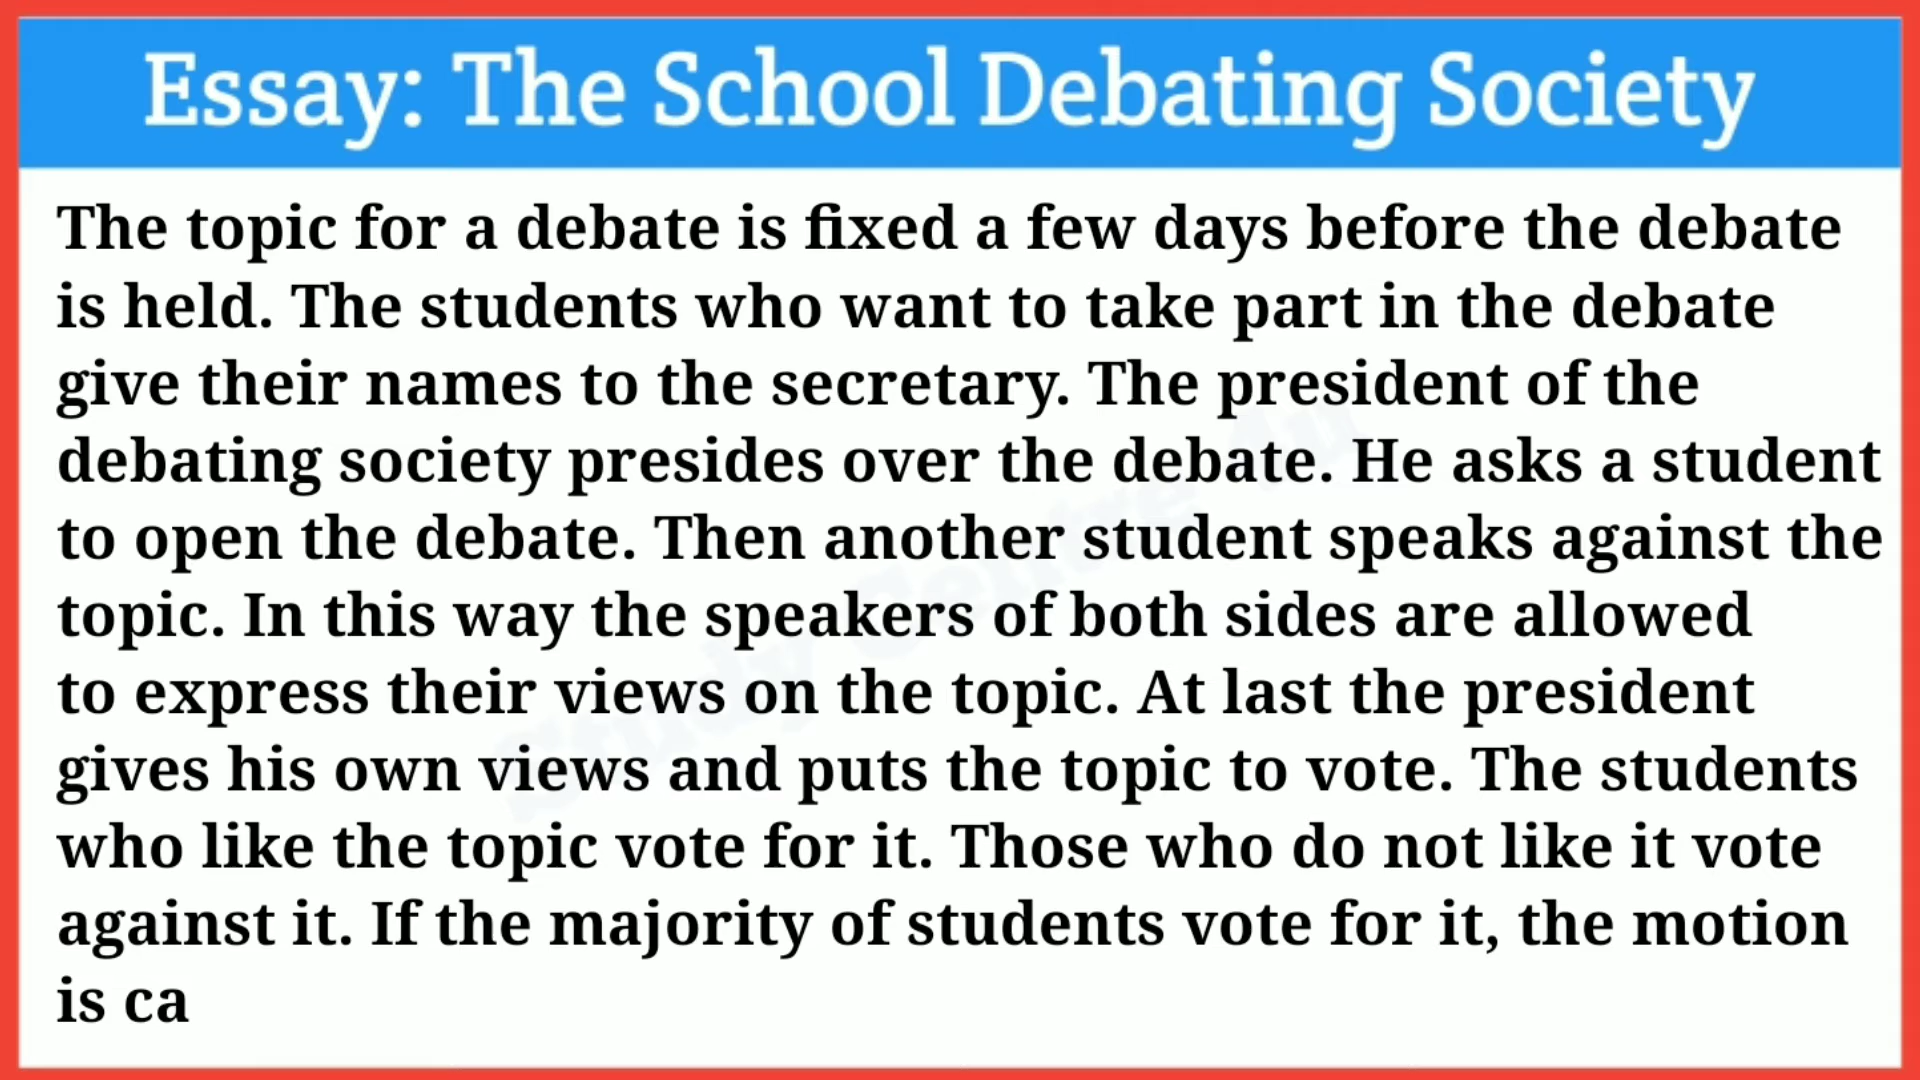 Essay: The School Debating Society
The topic for a debate is fixed a few days before the debate
is held. The students who want to take part in the debate
give their names to the secretary. The president of the
debating society presides over the debate. He asks a student
to open the debate. Then another student speaks against the
topic. In this way the speakers of both sides are allowed
to express their views on the topic. At last the president
gives his own views and puts the topic to vote. The students
who like the topic vote for it. Those who do not like it vote
against it. If the majority of students vote for it, the motion
is ca
Study Centre 4u